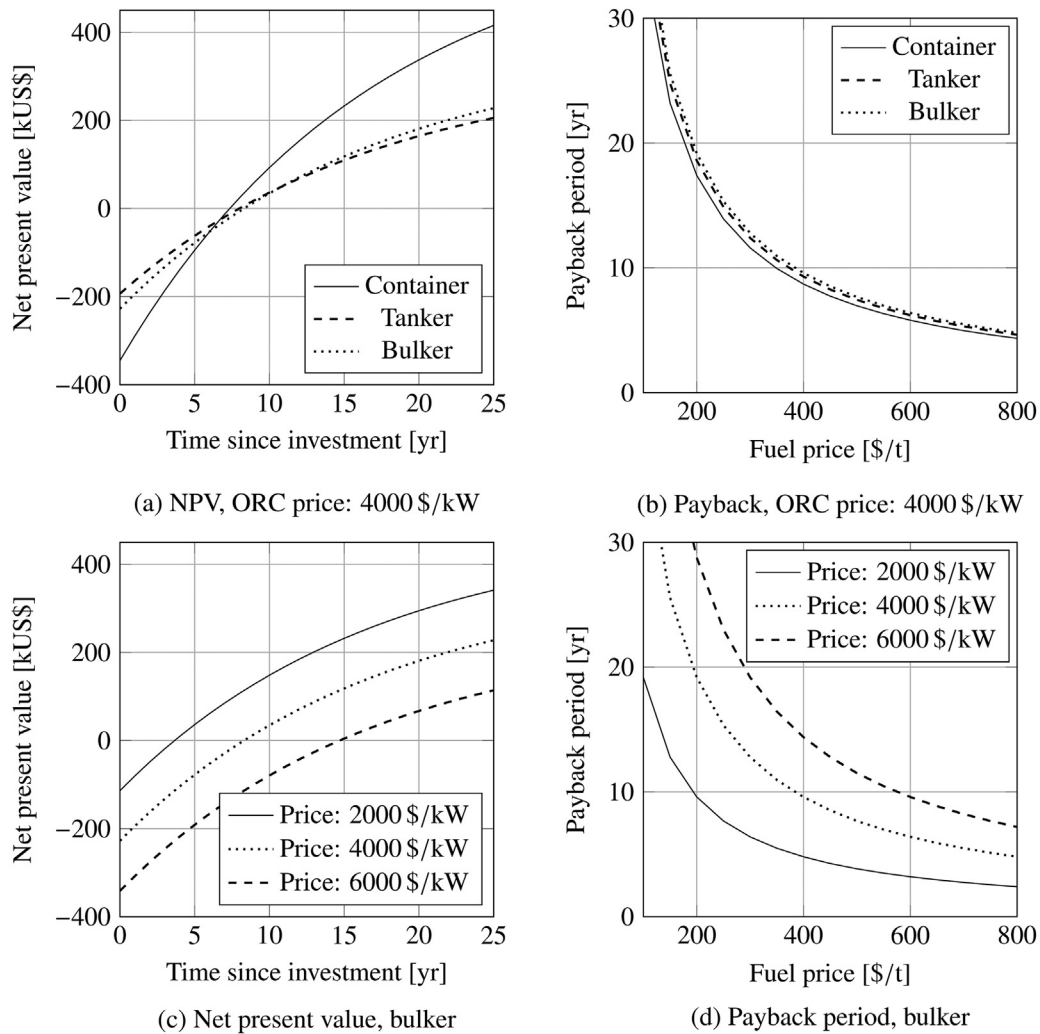 400
200
0
−200
−400
0
5
10
15
20
25
Net present value [kUS$]
Time since investment [yr]
Container
Tanker
Bulker
(a) NPV, ORC price: 4000 $/kW
30
20
10
0
200
400
600
800
Payback period [yr]
Fuel price [$/t]
Container
Tanker
Bulker
(b) Payback, ORC price: 4000 $/kW
400
200
0
−200
−400
0
5
10
15
20
25
Net present value [kUS$]
Time since investment [yr]
Price: 2000 $/kW
Price: 4000 $/kW
Price: 6000 $/kW
(c) Net present value, bulker
30
20
10
0
200
400
600
800
Payback period [yr]
Fuel price [$/t]
Price: 2000 $/kW
Price: 4000 $/kW
Price: 6000 $/kW
(d) Payback period, bulker